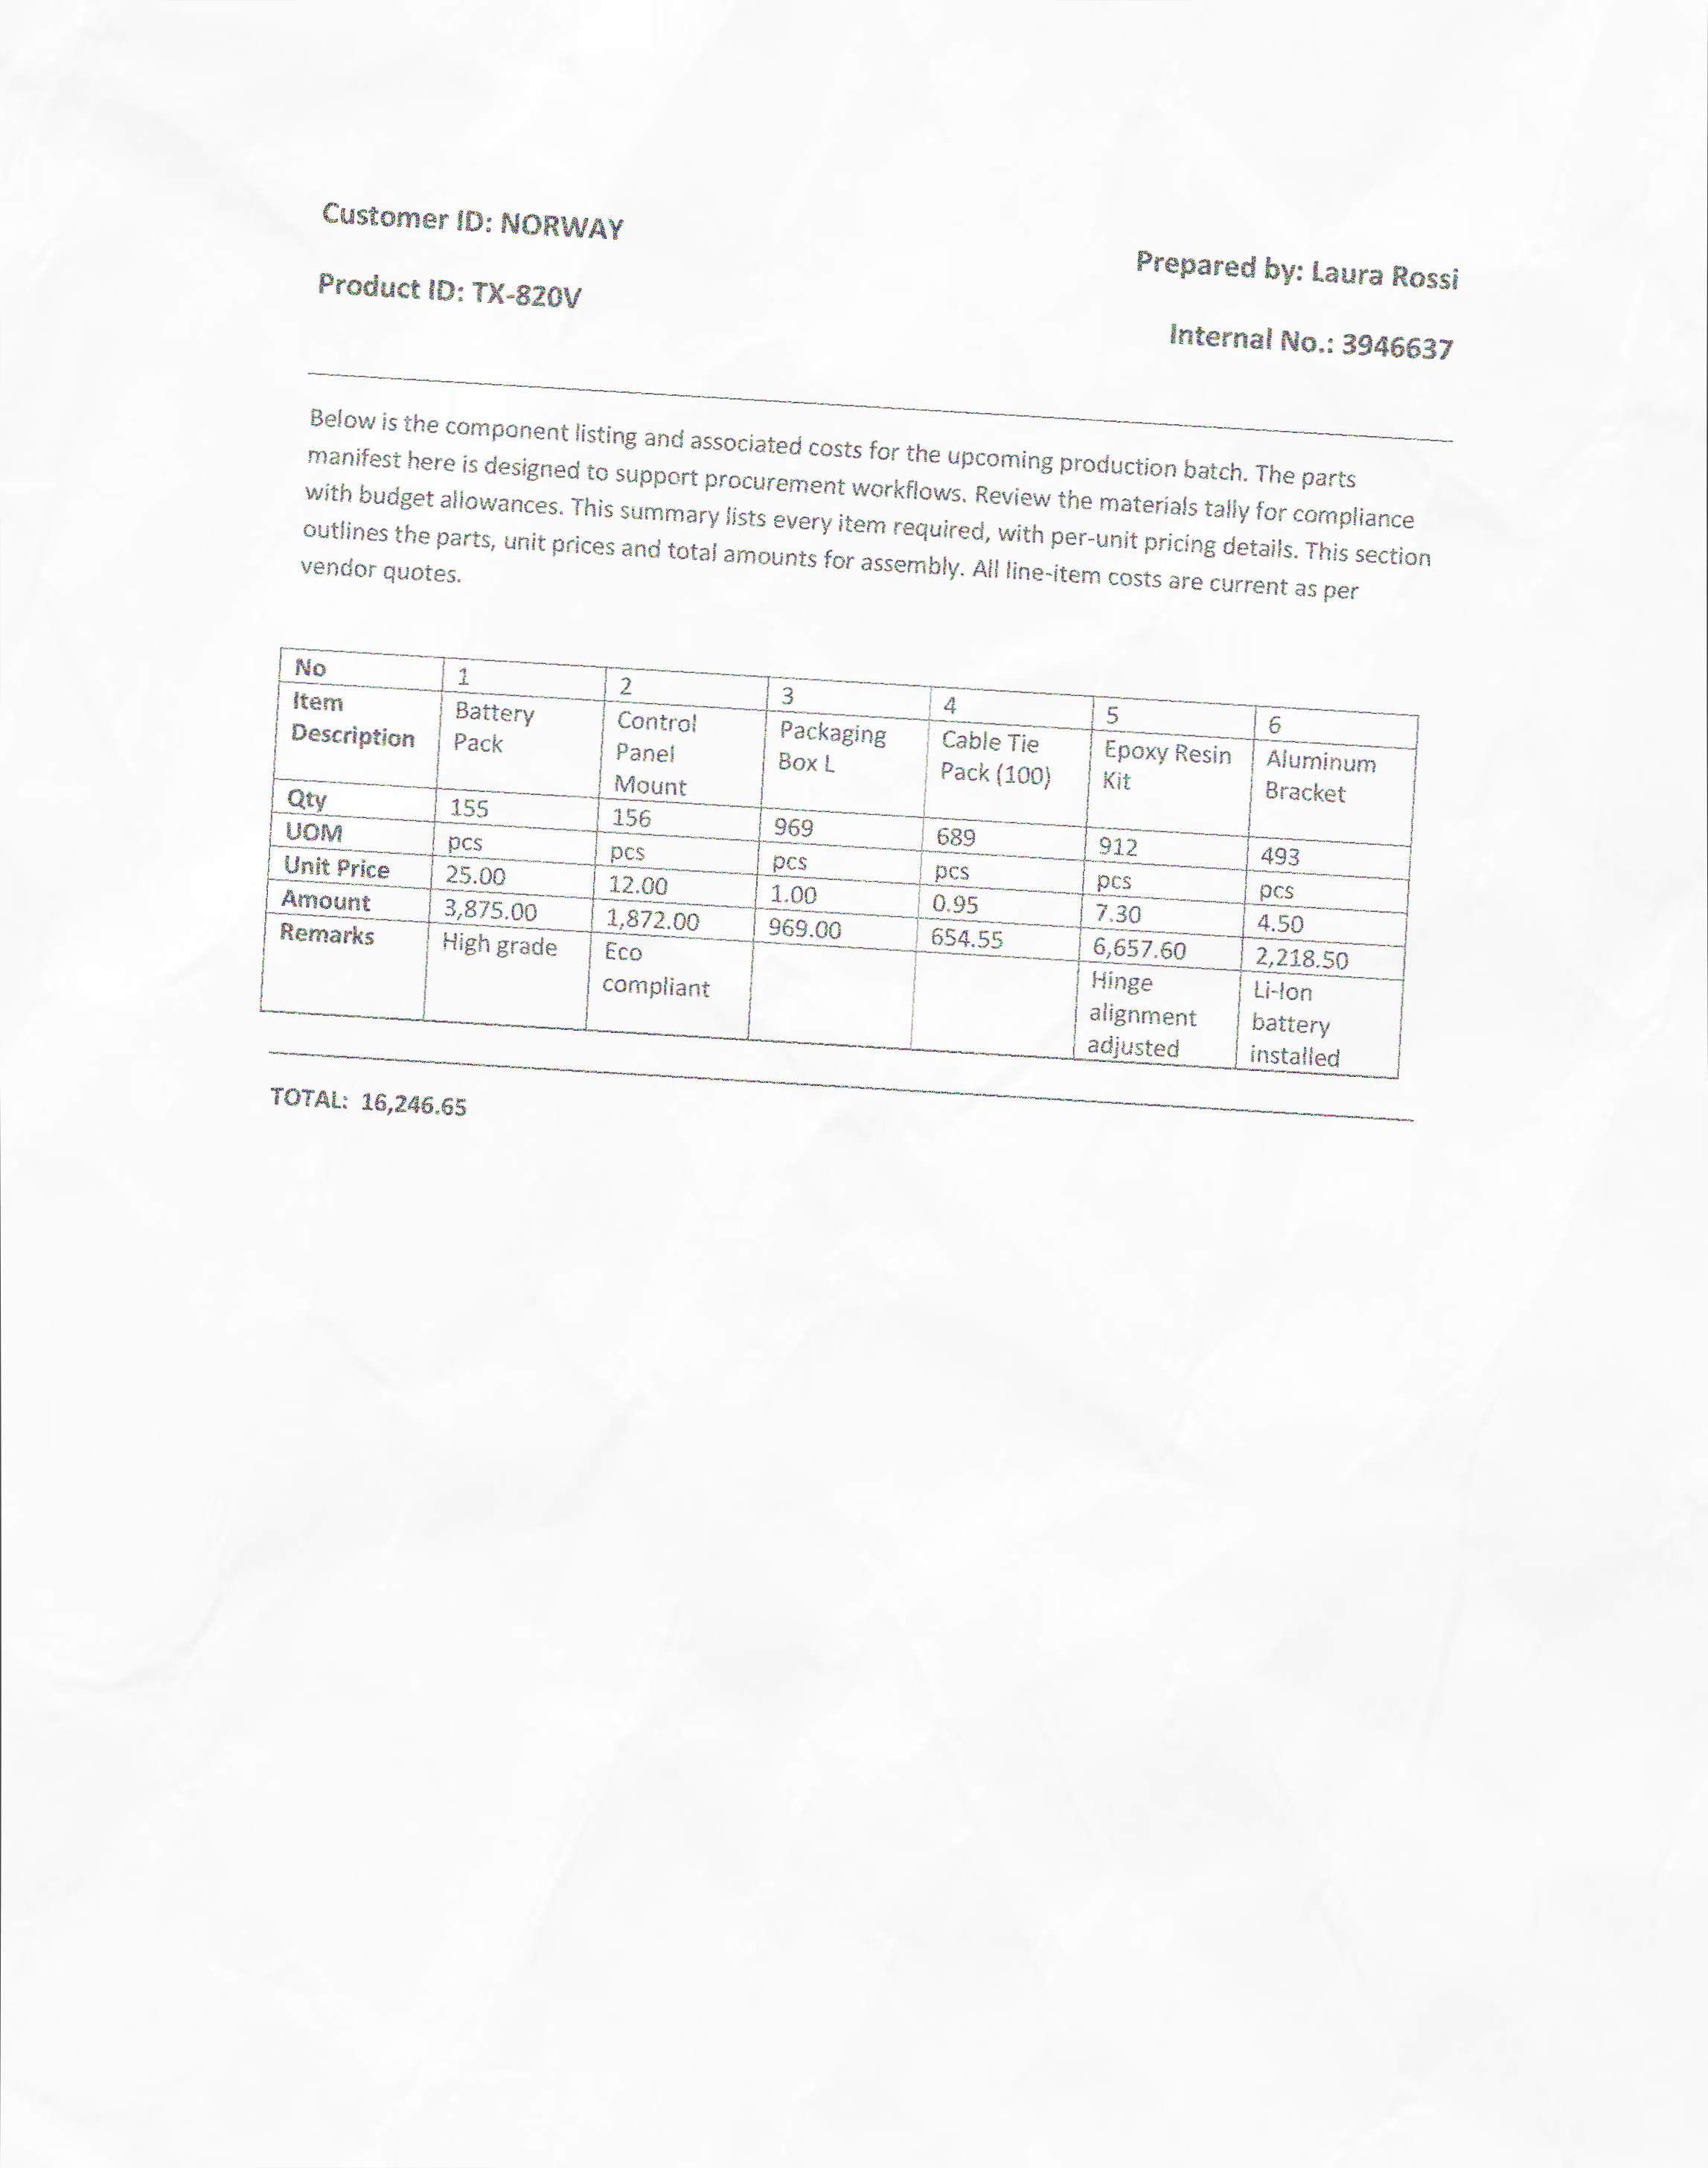 Customer ID: NORWAY
Prepared by: Laura Rossi
Product ID: TX-820V
Internal No.: 3946637
Below is the component listing and associated costs for the upcoming production batch. The parts
manifest here is designed to support procurement workflows. Review the materials tally for compliance
with budget allowances. This summary lists every item required, with per-unit pricing details. This section
outlines the parts, unit prices and total amounts for assembly. All line-item costs are current as per
vendor quotes.
No 1 2 3 4 5 6
Item Battery Control Packaging Cable Tie Epoxy Resin Aluminum
Description Pack Panel Box L Pack (100) Kit Bracket
Mount
Qty 155 156 969 689 912 493
UOM pcs pcs pcs pcs pcs pcs
Unit Price 25.00 12.00 1.00 0.95 7.30 4.50
Amount 3,875.00 1,872.00 969.00 654.55 6,657.60 2,218.50
Remarks High grade Eco Hinge Li-Ion
compliant alignment battery
adjusted installed
TOTAL: 16,246.65